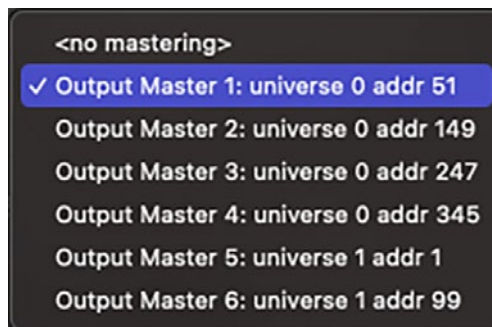 <no mastering>
✓ Output Master 1: universe 0 addr 51
Output Master 2: universe 0 addr 149
Output Master 3: universe 0 addr 247
Output Master 4: universe 0 addr 345
Output Master 5: universe 1 addr 1
Output Master 6: universe 1 addr 99